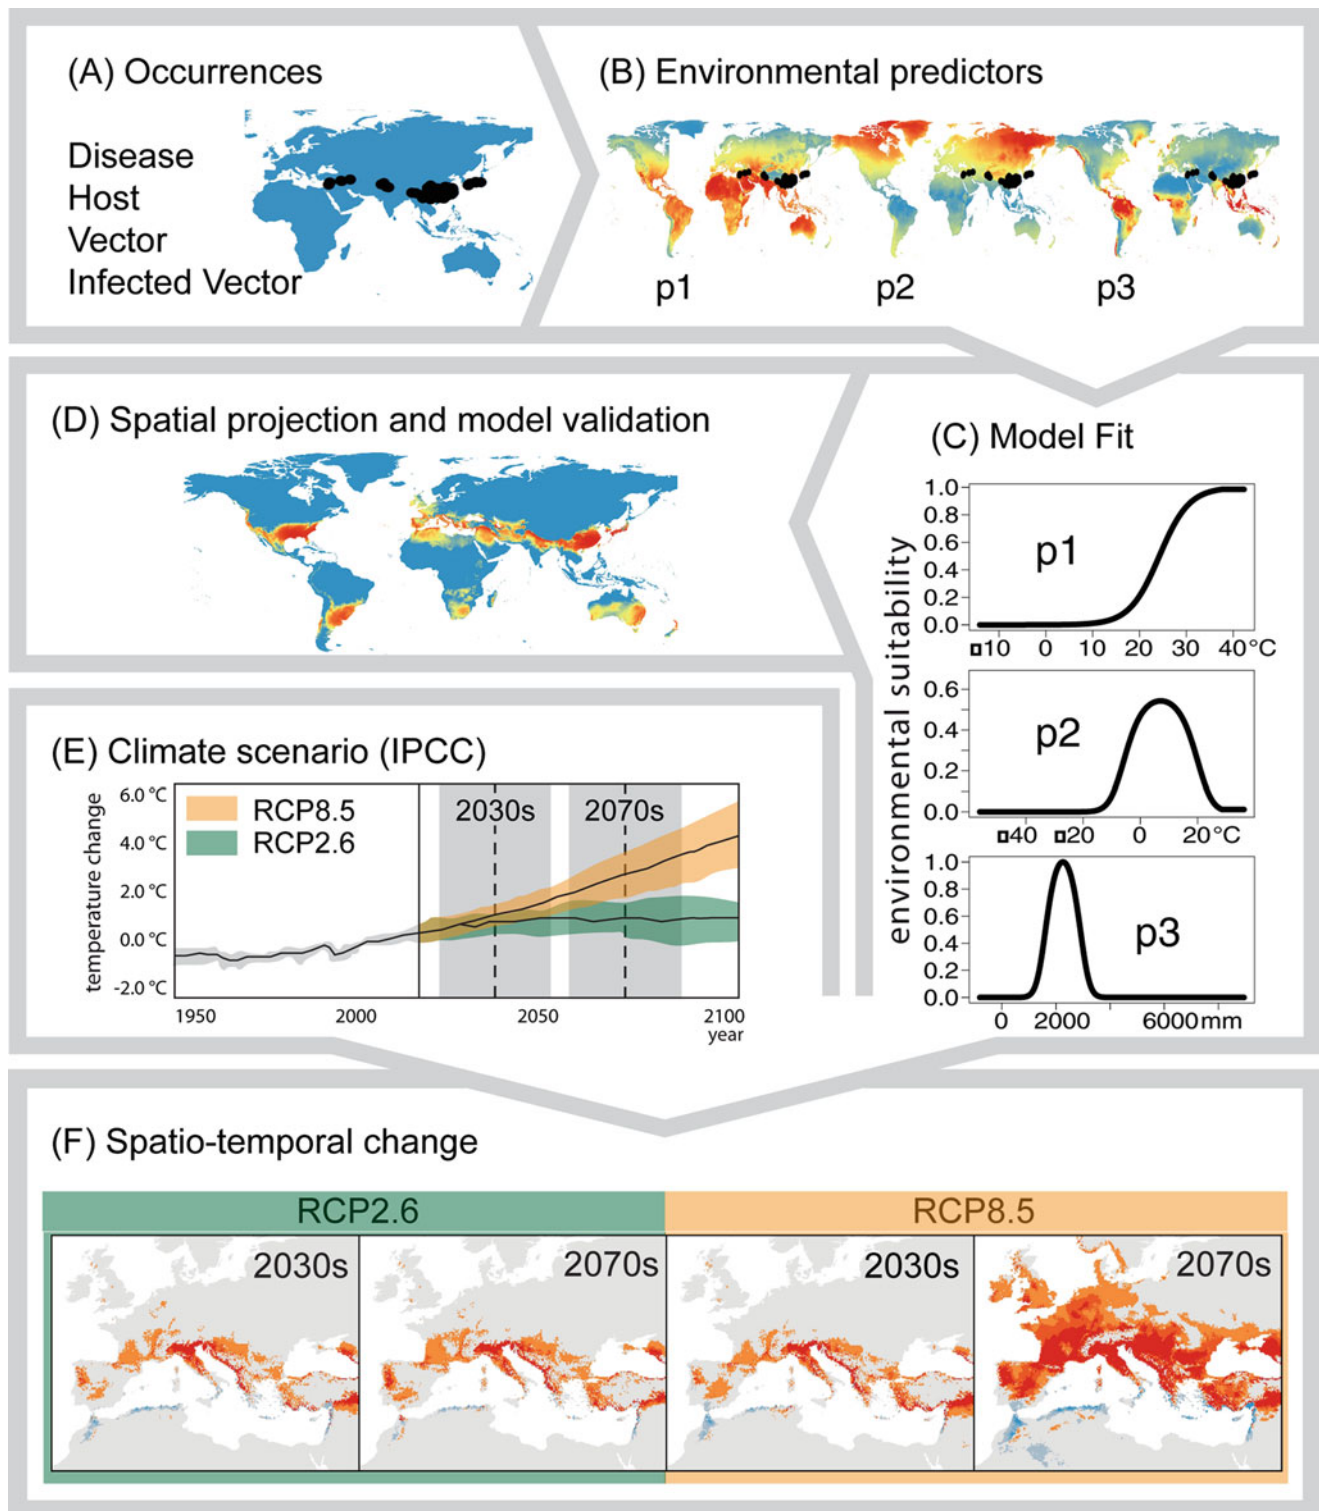 (A) Occurrences
Disease
Host
Vector
Infected Vector
(B) Environmental predictors
p1 p2 p3
(D) Spatial projection and model validation
(C) Model Fit
environmental suitability
1.0
0.8
0.6
0.4
0.2
0.0
p1
10 0 10 20 30 40 °C
0.6
0.4
0.2
0.0
p2
40 20 0 20 °C
1.0
0.8
0.6
0.4
0.2
0.0
p3
0 2000 6000 mm
(E) Climate scenario (IPCC)
temperature change
6.0 °C
4.0 °C
2.0 °C
0.0 °C
-2.0 °C
RCP8.5
RCP2.6
2030s 2070s
1950 2000 2050 2100
year
(F) Spatio-temporal change
RCP2.6 RCP8.5
2030s 2070s 2030s 2070s